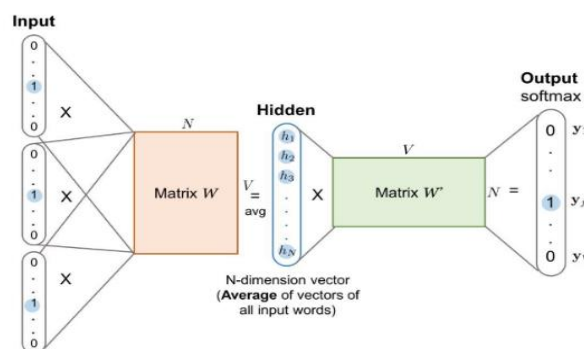 Input
0
.
.
1
.
.
0
X
0
.
.
1
.
.
0
X
0
.
.
1
.
.
0
X
N
Matrix W
V
=
avg
Hidden
h₁
h₂
h₃
.
.
.
h_N
X
N-dimension vector
(Average of vectors of
all input words)
V
Matrix W'
N =
Output
softmax
0
.
.
1
.
.
0